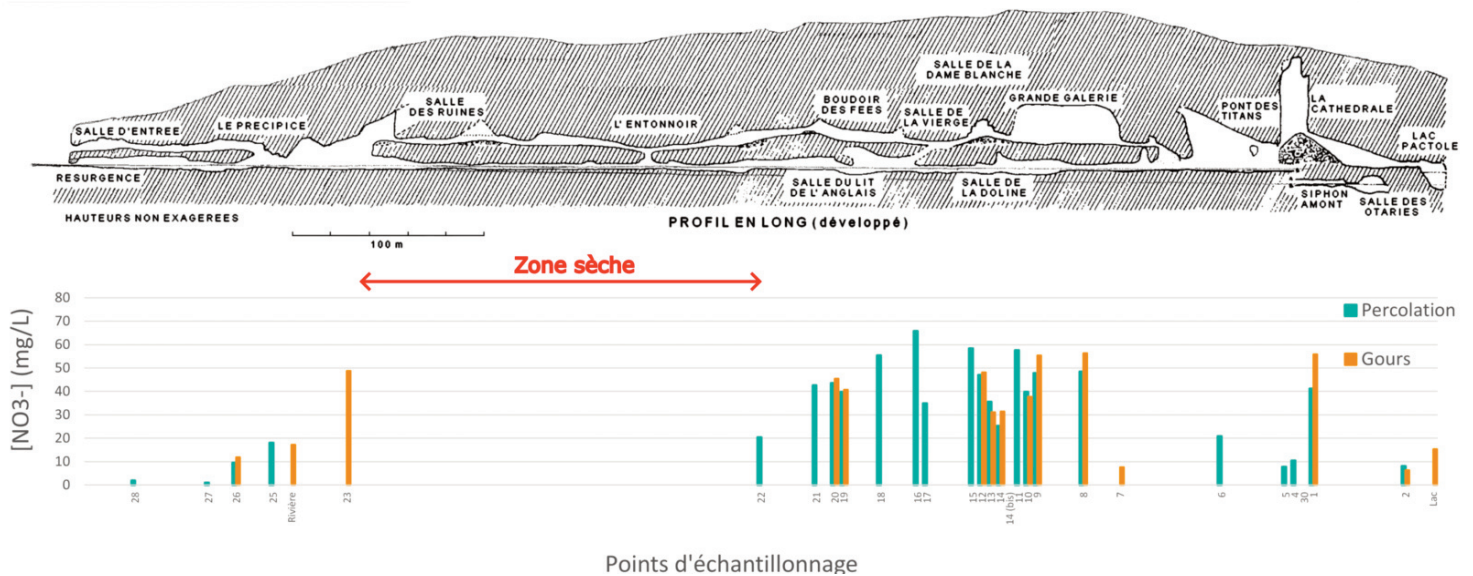 SALLE DE LA
DAME BLANCHE
SALLE
DES RUINES
BOUDOIR
DES FEES
SALLE DE
LA VIERGE
GRANDE GALERIE
PONT DES
TITANS
LA
CATHEDRALE
SALLE D'ENTREE
LE PRECIPICE
L' ENTONNOIR
LAC
PACTOLE
RESURGENCE
SALLE DU LIT
DE L'ANGLAIS
SALLE DE
LA DOLINE
SIPHON
AMONT
SALLE DES
OTARIES
HAUTEURS NON EXAGEREES
PROFIL EN LONG (développé)
100 m
Zone sèche
[NO3-] (mg/L)
80
70
60
50
40
30
20
10
0
Percolation
Gours
28
27
26
25
Rivière
23
22
21
20
19
18
16
17
15
12
13
14
14 (bis)
11
10
9
8
7
6
5
4
30
1
2
Lac
Points d'échantillonnage